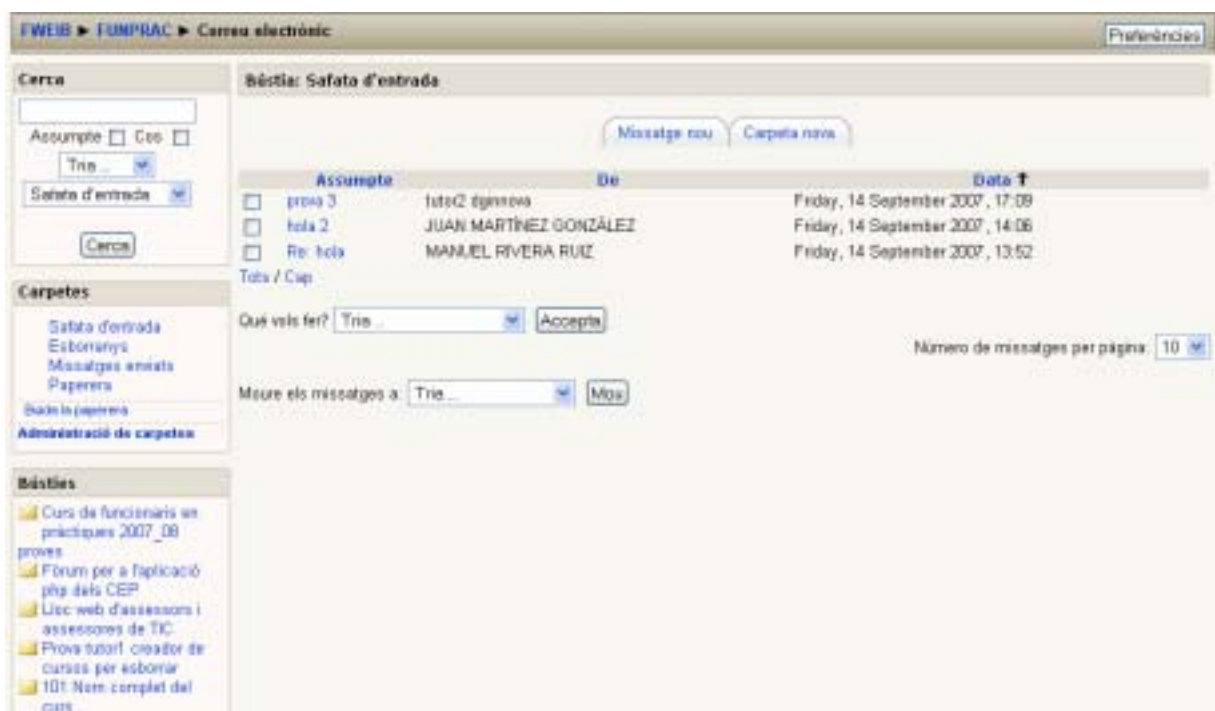 FWEIB ► FUNPRAC ► Correu electrònic
Preferències
Cerca
Assumpte Cos
Tria...
Safata d'entrada
Cerca
Carpetes
Safata d'entrada
Esborranys
Missatges enviats
Paperera
Buida la paperera
Administració de carpetes
Bústies
Curs de funcionaris en
pràctiques 2007_08
proves
Fòrum per a l'aplicació
php dels CEP
Lloc web d'assessors i
assessores de TIC
Prova tutor1 creador de
cursos per esborrar
101 Nom complet del
curs
Bústia: Safata d'entrada
Missatge nou Carpeta nova
Assumpte De Data ↑
prova 3 tutor2 dginnova Friday, 14 September 2007, 17:09
hola 2 JUAN MARTÍNEZ GONZÁLEZ Friday, 14 September 2007, 14:06
Re: hola MANUEL RIVERA RUIZ Friday, 14 September 2007, 13:52
Tots / Cap
Què vols fer? Tria... Accepta
Número de missatges per pàgina: 10
Moure els missatges a: Tria... Mou